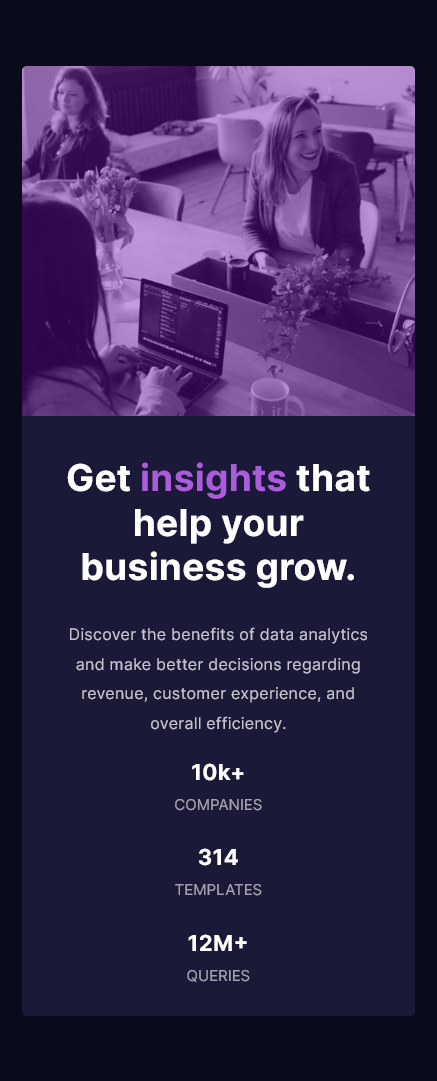 Get insights that
help your
business grow.
Discover the benefits of data analytics
and make better decisions regarding
revenue, customer experience, and
overall efficiency.
10k+
COMPANIES
314
TEMPLATES
12M+
QUERIES